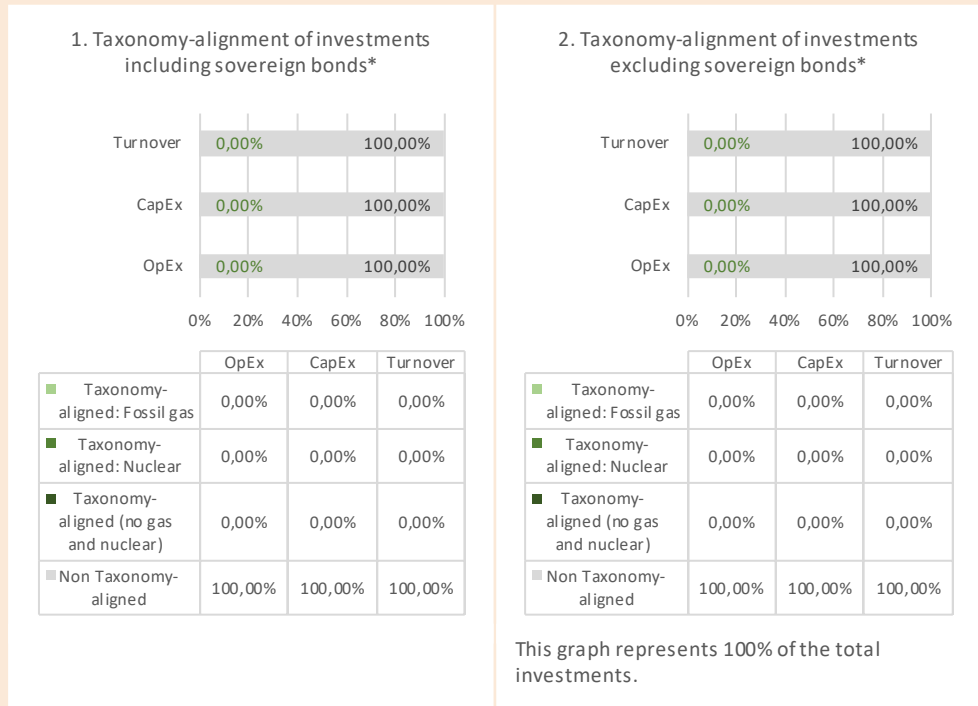 1. Taxonomy-alignment of investments
including sovereign bonds*
Turnover 0,00% 100,00%
CapEx 0,00% 100,00%
OpEx 0,00% 100,00%
0% 20% 40% 60% 80% 100%
OpEx CapEx Turnover
Taxonomy-
aligned: Fossil gas 0,00% 0,00% 0,00%
Taxonomy-
aligned: Nuclear 0,00% 0,00% 0,00%
Taxonomy-
aligned (no gas 0,00% 0,00% 0,00%
and nuclear)
Non Taxonomy-
aligned 100,00% 100,00% 100,00%
2. Taxonomy-alignment of investments
excluding sovereign bonds*
Turnover 0,00% 100,00%
CapEx 0,00% 100,00%
OpEx 0,00% 100,00%
0% 20% 40% 60% 80% 100%
OpEx CapEx Turnover
Taxonomy-
aligned: Fossil gas 0,00% 0,00% 0,00%
Taxonomy-
aligned: Nuclear 0,00% 0,00% 0,00%
Taxonomy-
aligned (no gas 0,00% 0,00% 0,00%
and nuclear)
Non Taxonomy-
aligned 100,00% 100,00% 100,00%
This graph represents 100% of the total
investments.